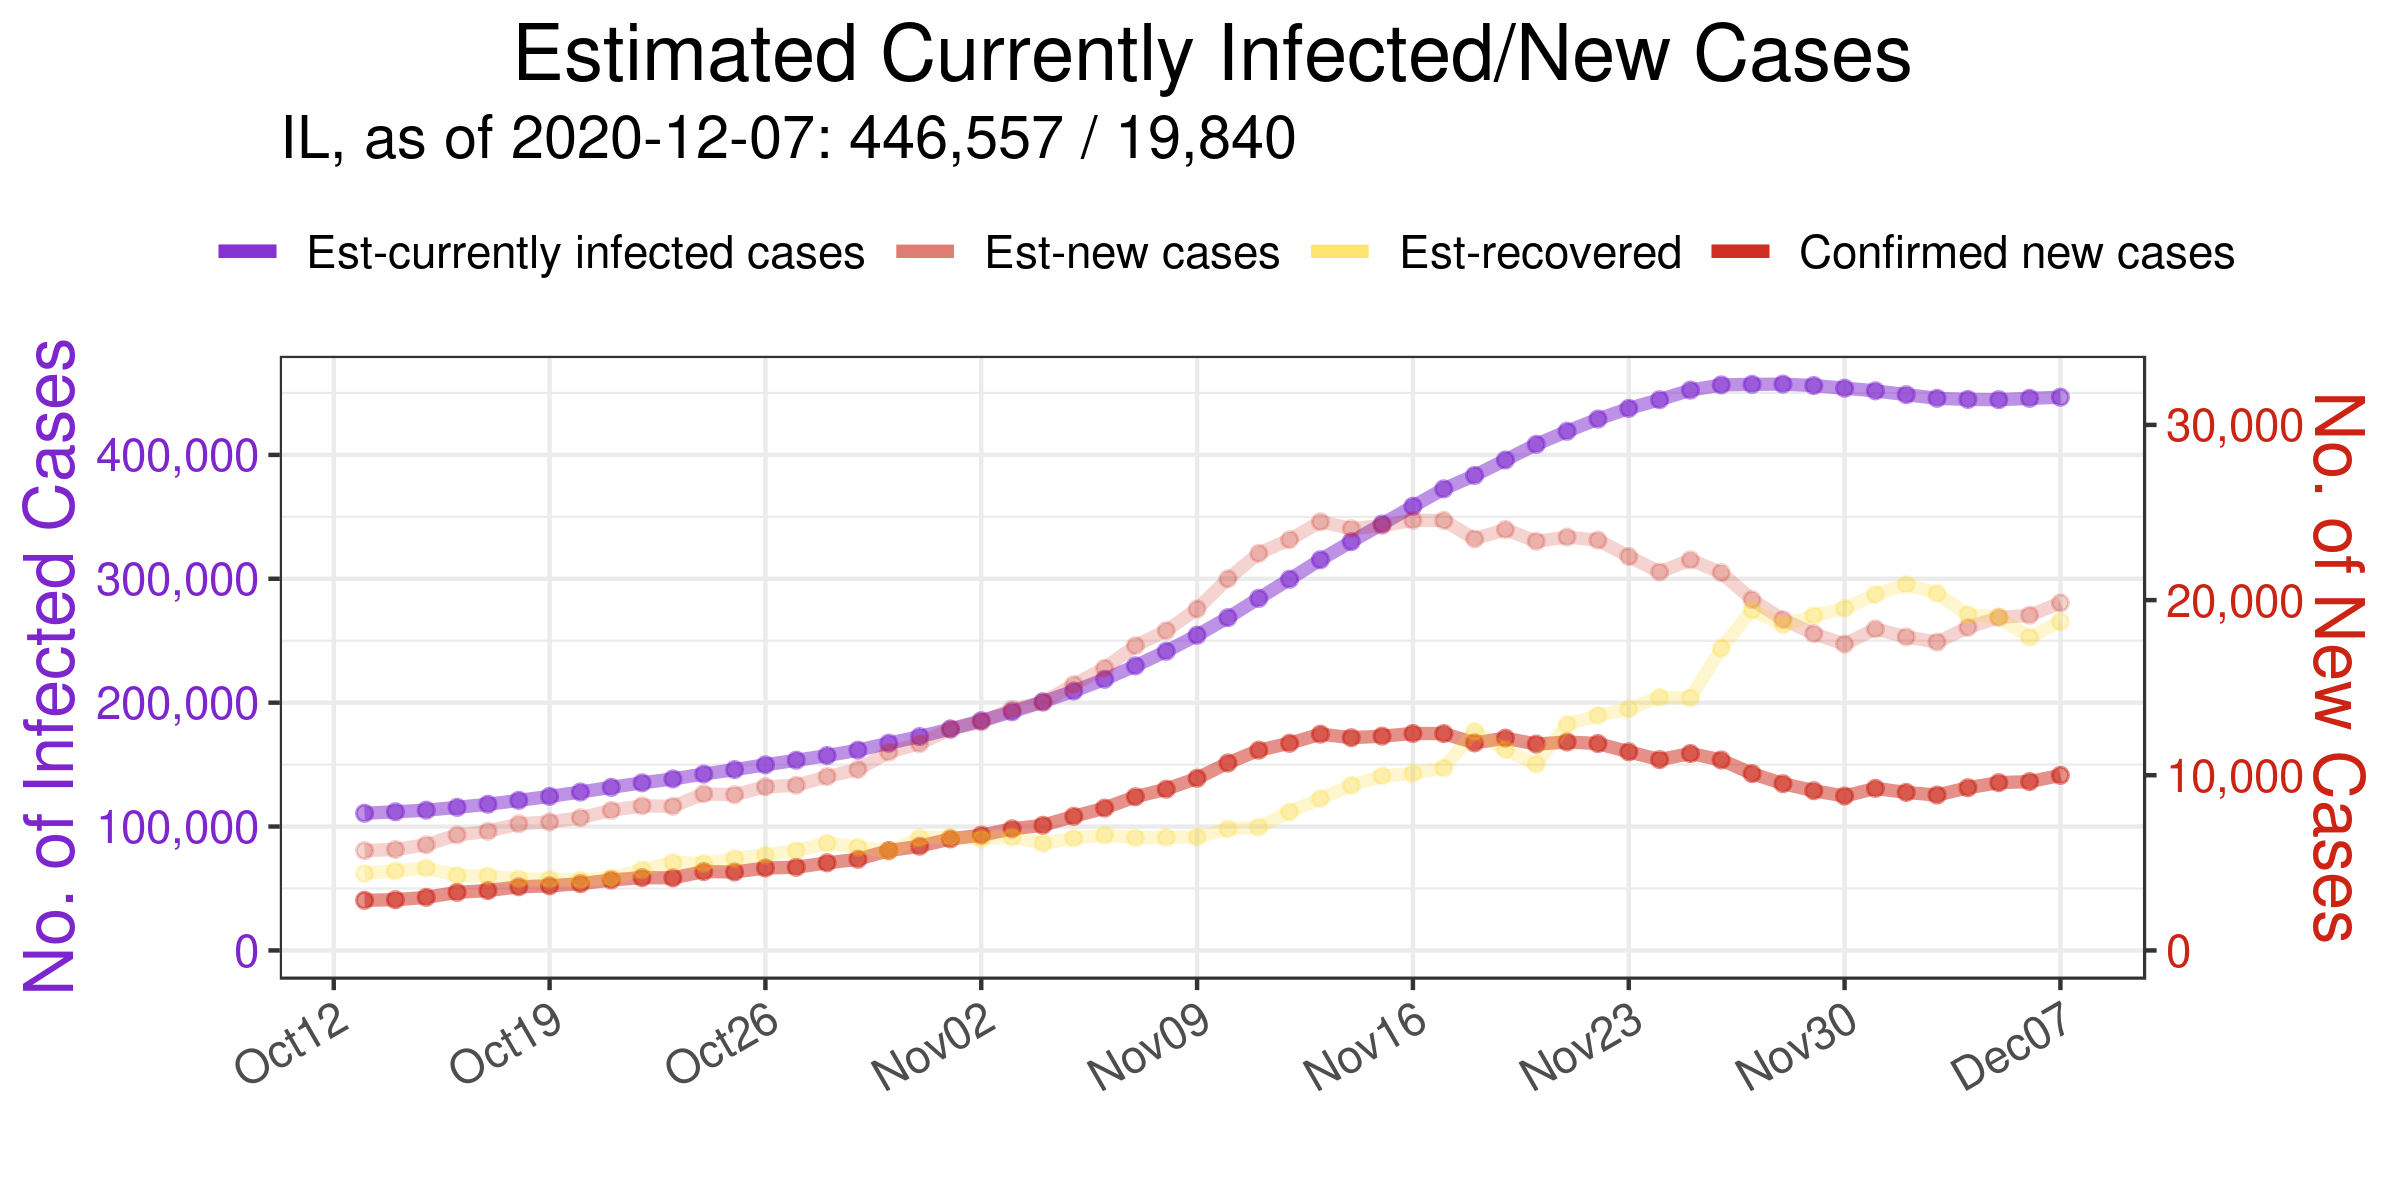 Estimated Currently Infected/New Cases
IL, as of 2020-12-07: 446,557 / 19,840
Est-currently infected cases Est-new cases Est-recovered Confirmed new cases
No. of Infected Cases
400,000
300,000
200,000
100,000
0
30,000
20,000
10,000
0
No. of New Cases
Oct12 Oct19 Oct26 Nov02 Nov09 Nov16 Nov23 Nov30 Dec07